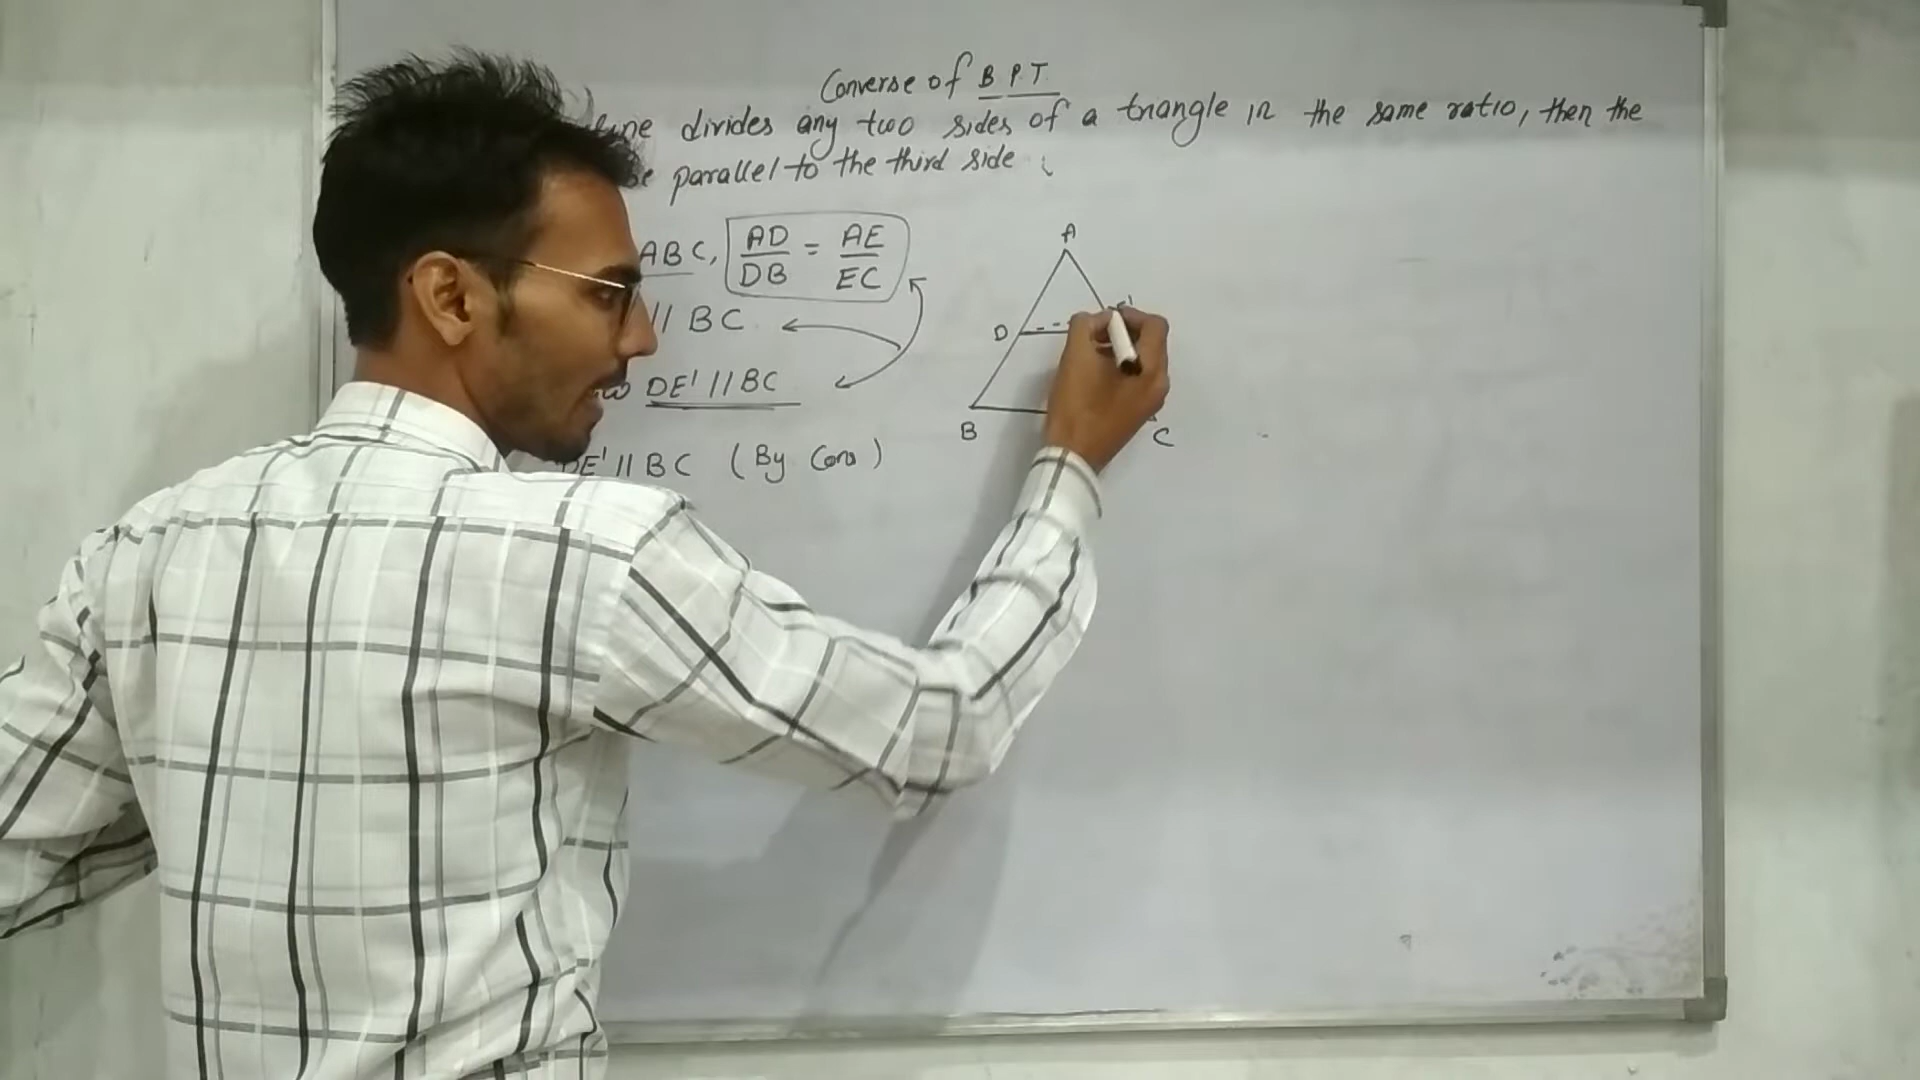 Converse of B P T
line divides any two sides of a triangle in the same ratio, then the
be parallel to the third side
ABC, AD/DB = AE/EC
// BC
DE' // BC
DE' // BC (By Cons)
A
E'
D
B
C